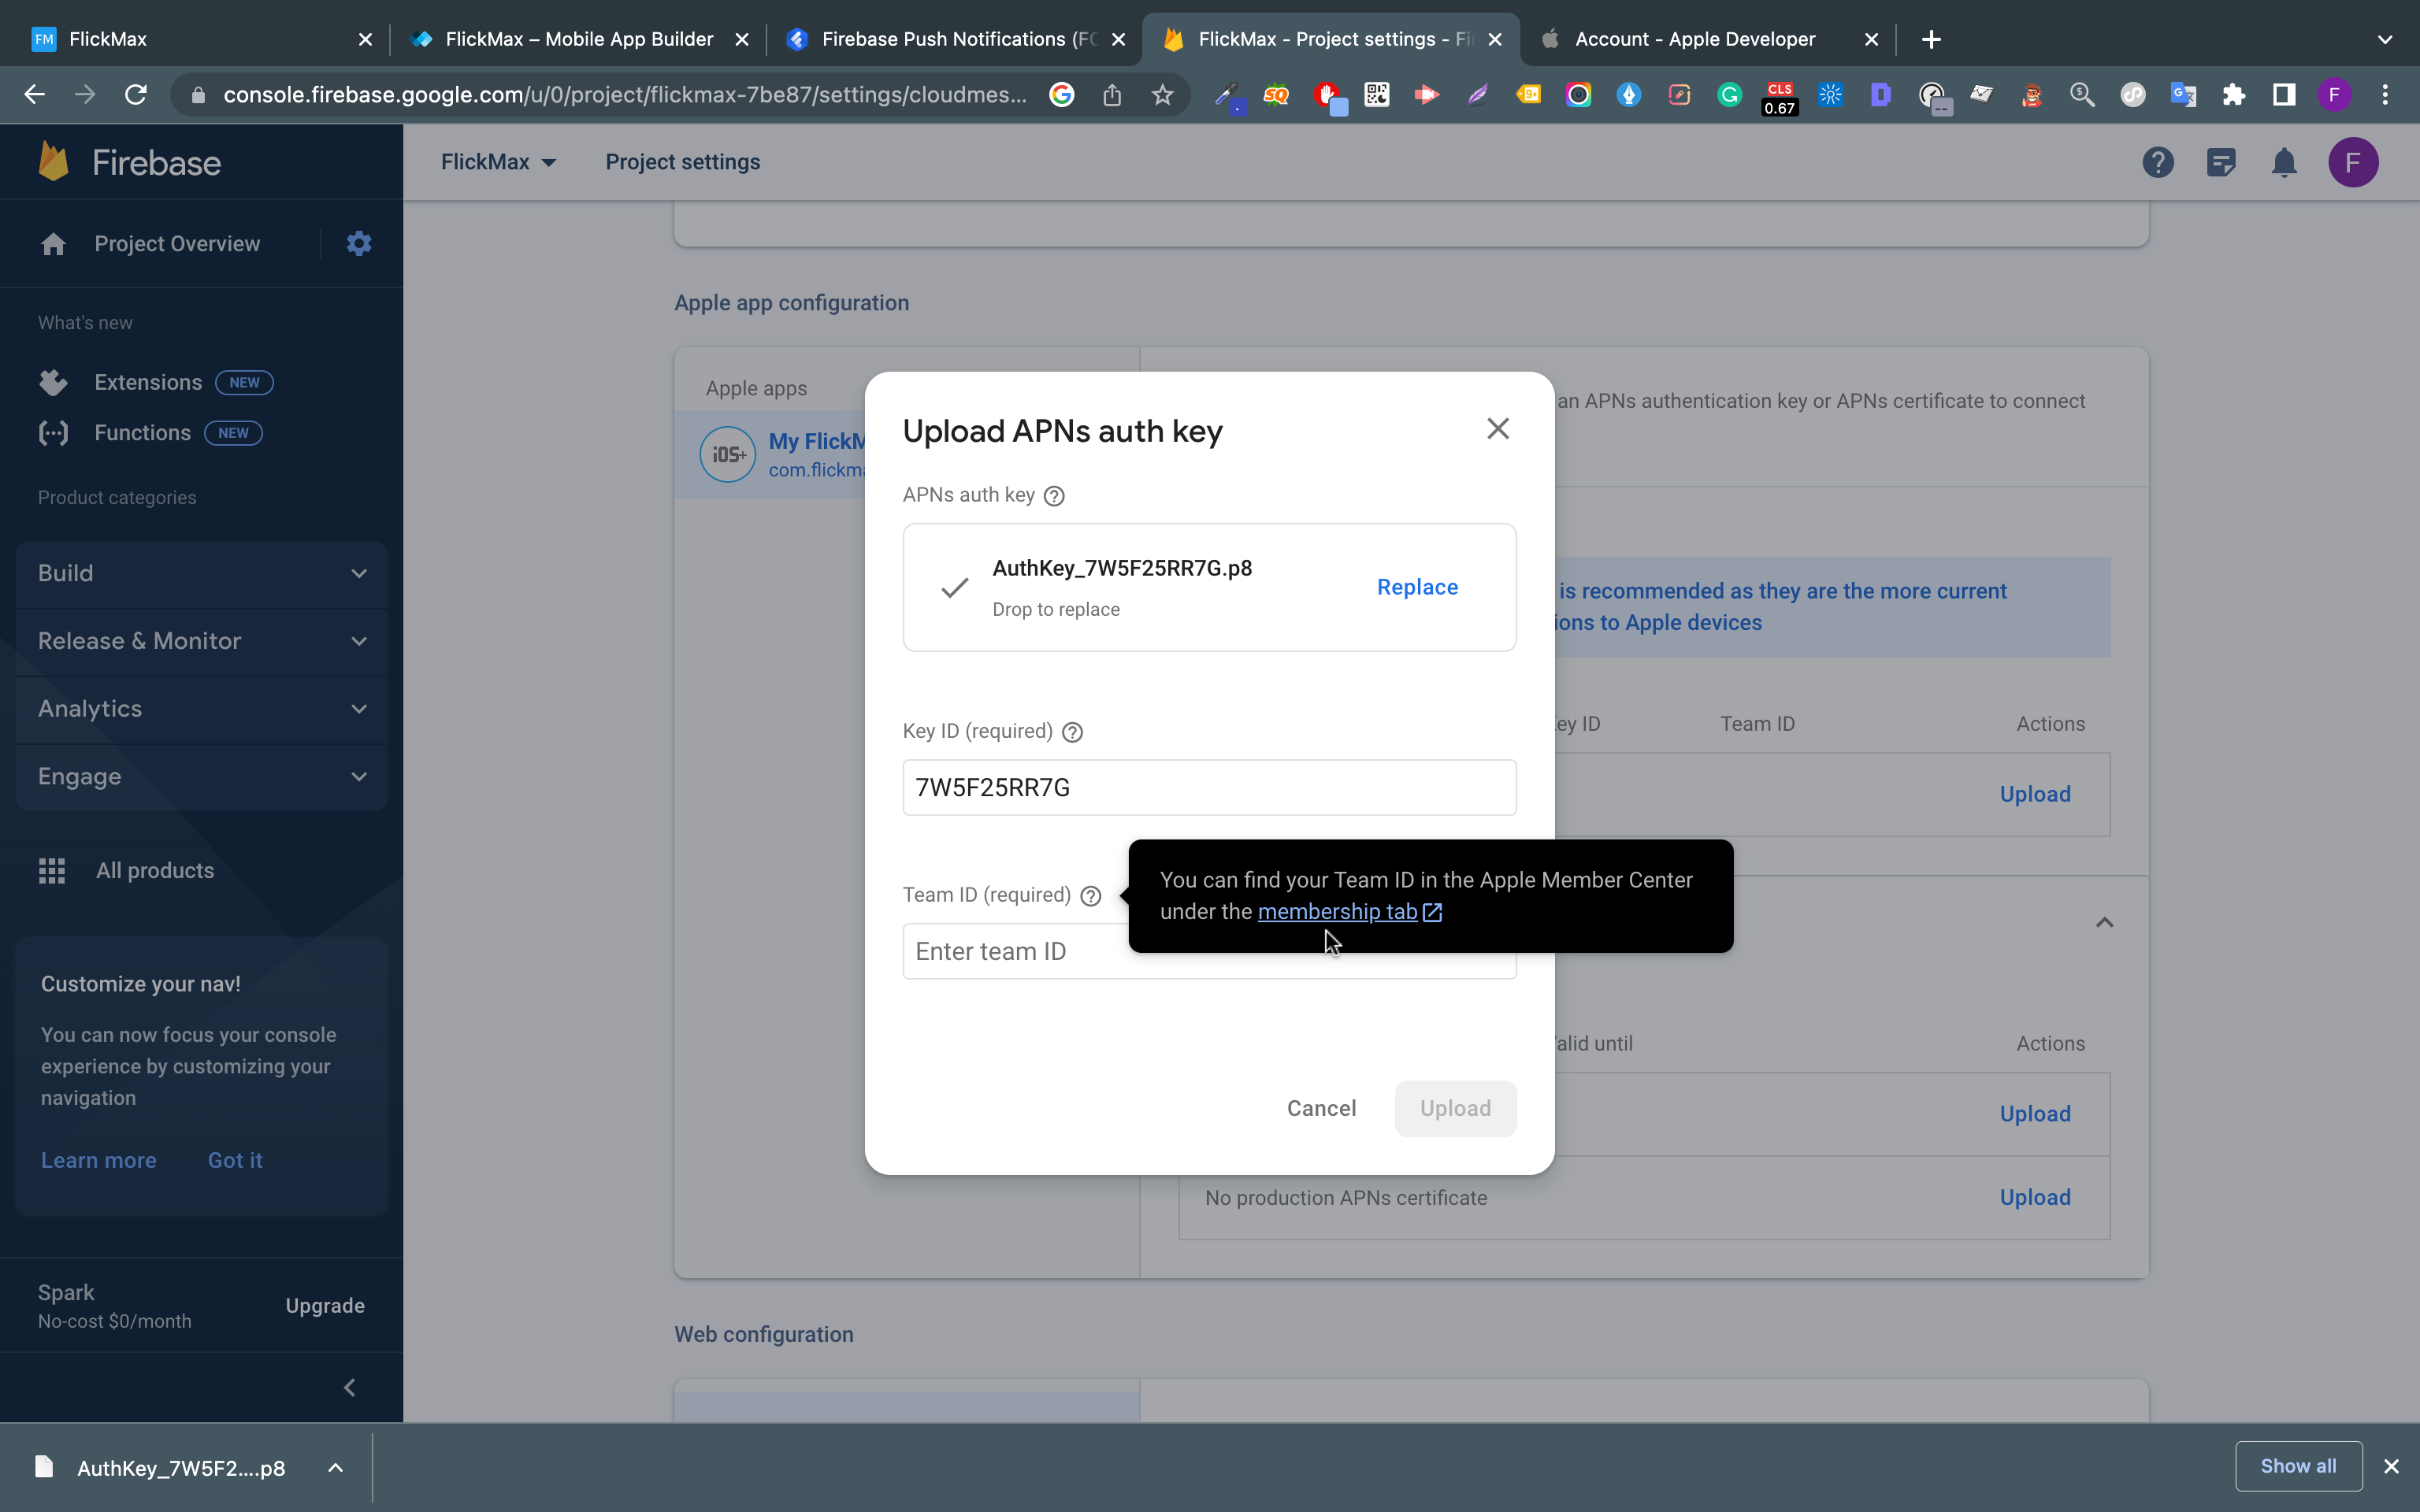 FM FlickMax
FlickMax – Mobile App Builder
Firebase Push Notifications (FC
FlickMax - Project settings - Fi
Account - Apple Developer
console.firebase.google.com/u/0/project/flickmax-7be87/settings/cloudmes...
CLS
0.67
F
Firebase
FlickMax
Project settings
F
Project Overview
What's new
Extensions NEW
Functions NEW
Product categories
Build
Release & Monitor
Analytics
Engage
All products
Customize your nav!
You can now focus your console
experience by customizing your
navigation
Learn more Got it
Spark
No-cost $0/month
Upgrade
Apple app configuration
Apple apps
iOS+
My FlickM
com.flickma
an APNs authentication key or APNs certificate to connect
is recommended as they are the more current
ions to Apple devices
ey ID Team ID Actions
Upload
alid until Actions
Upload
No production APNs certificate Upload
Web configuration
Upload APNs auth key
APNs auth key
AuthKey_7W5F25RR7G.p8
Drop to replace
Replace
Key ID (required)
7W5F25RR7G
Team ID (required)
You can find your Team ID in the Apple Member Center
under the membership tab
Enter team ID
Cancel Upload
AuthKey_7W5F2....p8
Show all